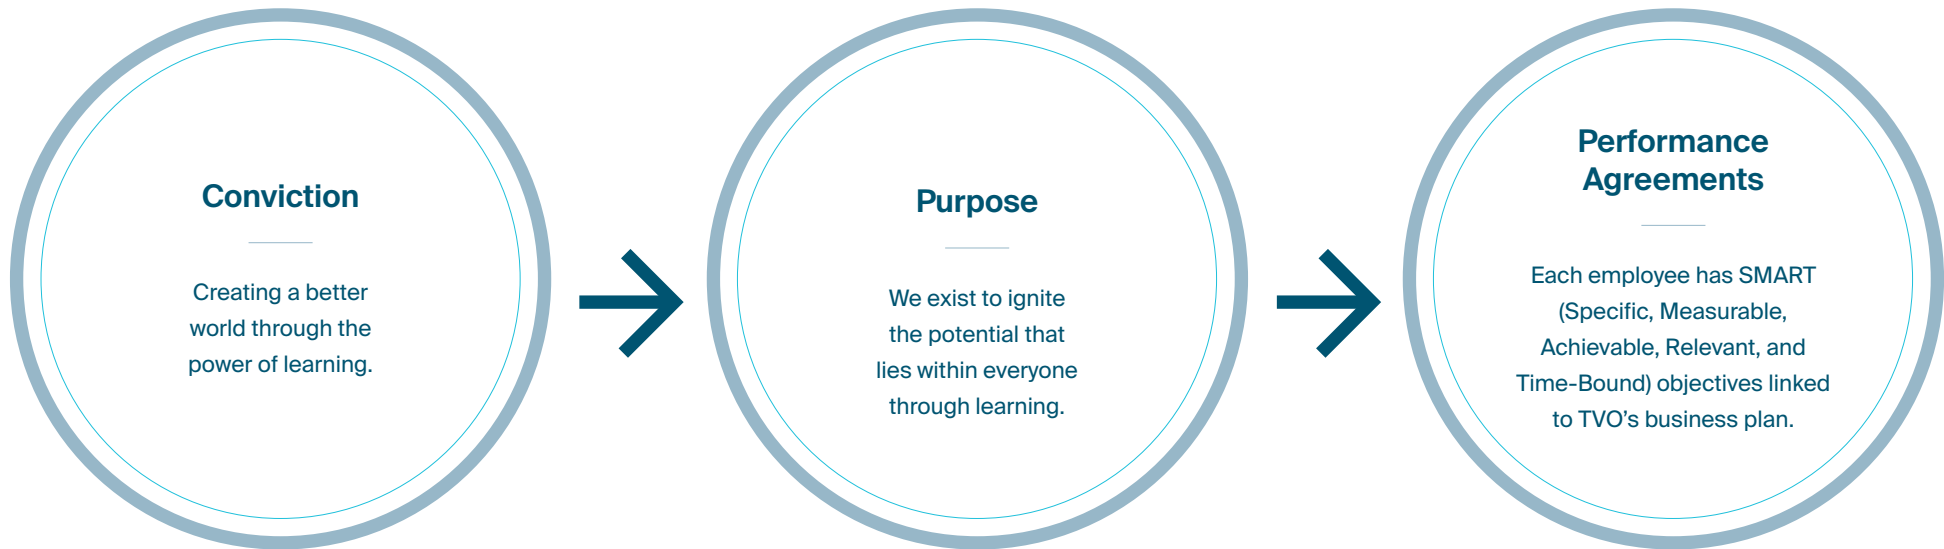 Conviction
Creating a better
world through the
power of learning.
Purpose
We exist to ignite
the potential that
lies within everyone
through learning.
Performance
Agreements
Each employee has SMART
(Specific, Measurable,
Achievable, Relevant, and
Time-Bound) objectives linked
to TVO’s business plan.